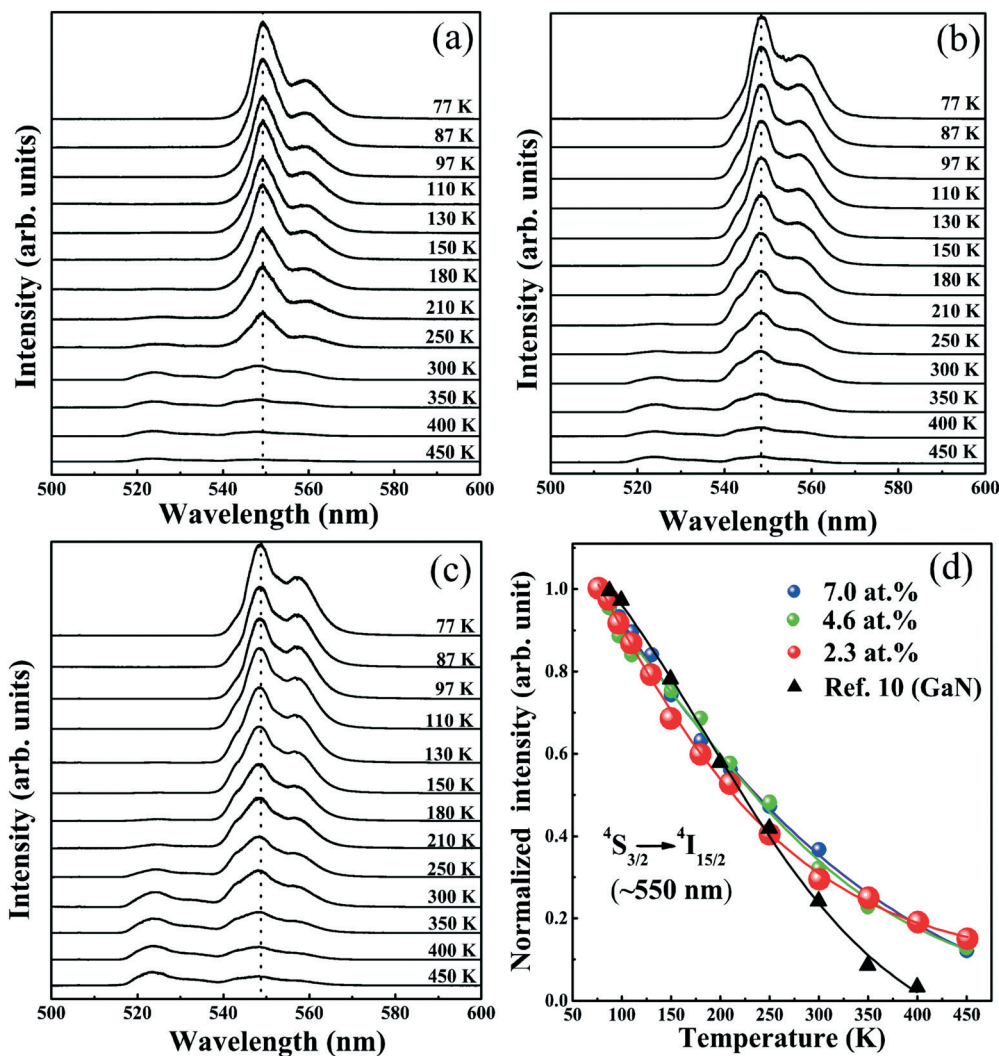 (a)
77 K
87 K
97 K
110 K
130 K
150 K
180 K
210 K
250 K
300 K
350 K
400 K
450 K
500 520 540 560 580 600
Wavelength (nm)
Intensity (arb. units)
(b)
77 K
87 K
97 K
110 K
130 K
150 K
180 K
210 K
250 K
300 K
350 K
400 K
450 K
500 520 540 560 580 600
Wavelength (nm)
Intensity (arb. units)
(c)
77 K
87 K
97 K
110 K
130 K
150 K
180 K
210 K
250 K
300 K
350 K
400 K
450 K
500 520 540 560 580 600
Wavelength (nm)
Intensity (arb. units)
(d)
7.0 at.%
4.6 at.%
2.3 at.%
Ref. 10 (GaN)
⁴S₃/₂ → ⁴I₁₅/₂
(~550 nm)
1.0
0.8
0.6
0.4
0.2
0.0
50 100 150 200 250 300 350 400 450
Temperature (K)
Normalized intensity (arb. unit)